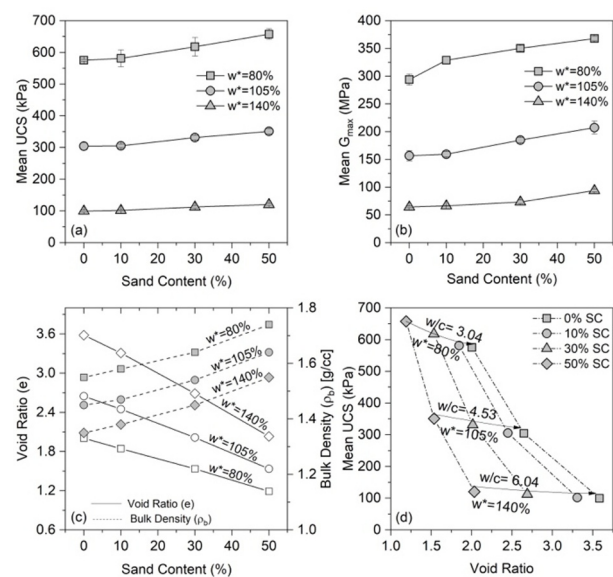 700
600
500
400
300
200
100
0
Mean UCS (kPa)
w*=80%
w*=105%
w*=140%
(a)
0 10 20 30 40 50
Sand Content (%)
400
350
300
250
200
150
100
50
0
Mean Gmax (MPa)
w*=80%
w*=105%
w*=140%
(b)
0 10 20 30 40 50
Sand Content (%)
3.6
3.0
2.4
1.8
1.2
0.6
Void Ratio (e)
w*=80%
w*=105%
w*=140%
w*=140%
w*=105%
w*=80%
Void Ratio (e)
Bulk Density (ρb)
(c)
1.8
1.6
1.4
1.2
1.0
Bulk Density (ρb) [g/cc]
0 10 20 30 40 50
Sand Content (%)
700
600
500
400
300
200
100
0
Mean UCS (kPa)
w/c= 3.04
w*=80%
w/c= 4.53
w*=105%
w/c= 6.04
w*=140%
0% SC
10% SC
30% SC
50% SC
(d)
1.0 1.5 2.0 2.5 3.0 3.5
Void Ratio